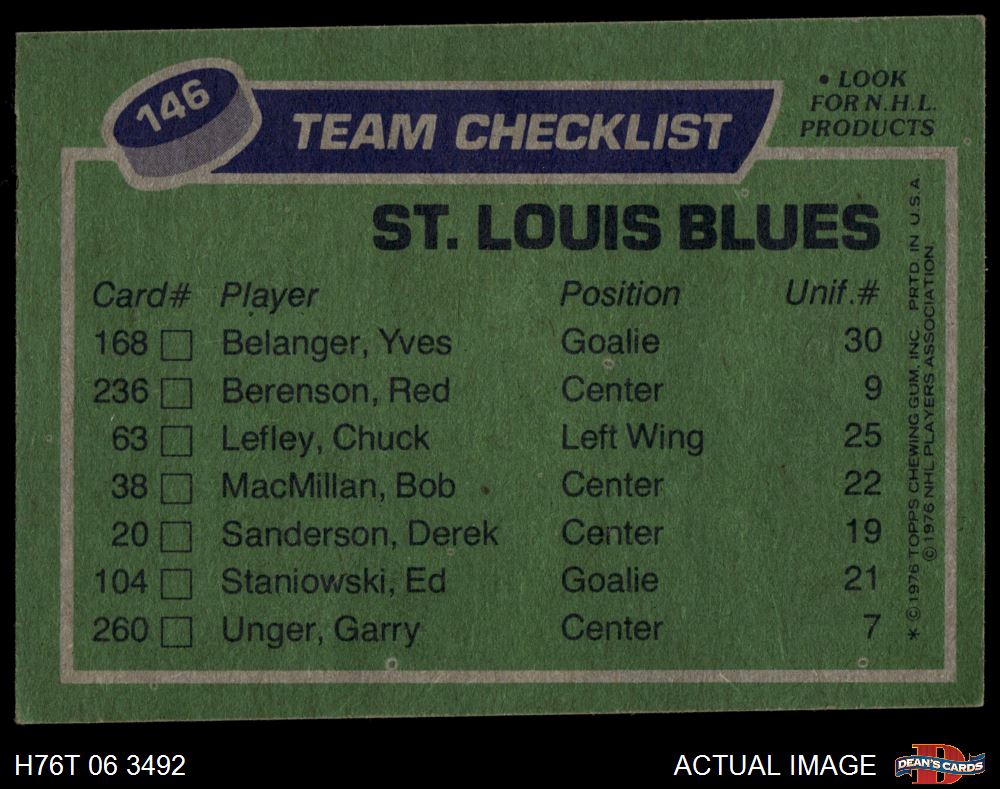 146
TEAM CHECKLIST
• LOOK
FOR N.H.L.
PRODUCTS
ST. LOUIS BLUES
Card# Player Position Unif.#
168 Belanger, Yves Goalie 30
236 Berenson, Red Center 9
63 Lefley, Chuck Left Wing 25
38 MacMillan, Bob Center 22
20 Sanderson, Derek Center 19
104 Staniowski, Ed Goalie 21
260 Unger, Garry Center 7
* © 1976 TOPPS CHEWING GUM, INC. PRTD. IN U.S.A.
© 1976 NHL PLAYERS ASSOCIATION.
H76T 06 3492
ACTUAL IMAGE
DEAN'S CARDS